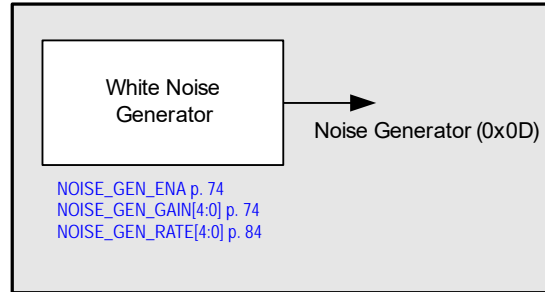 White Noise
Generator
Noise Generator (0x0D)
NOISE_GEN_ENA p. 74
NOISE_GEN_GAIN[4:0] p. 74
NOISE_GEN_RATE[4:0] p. 84